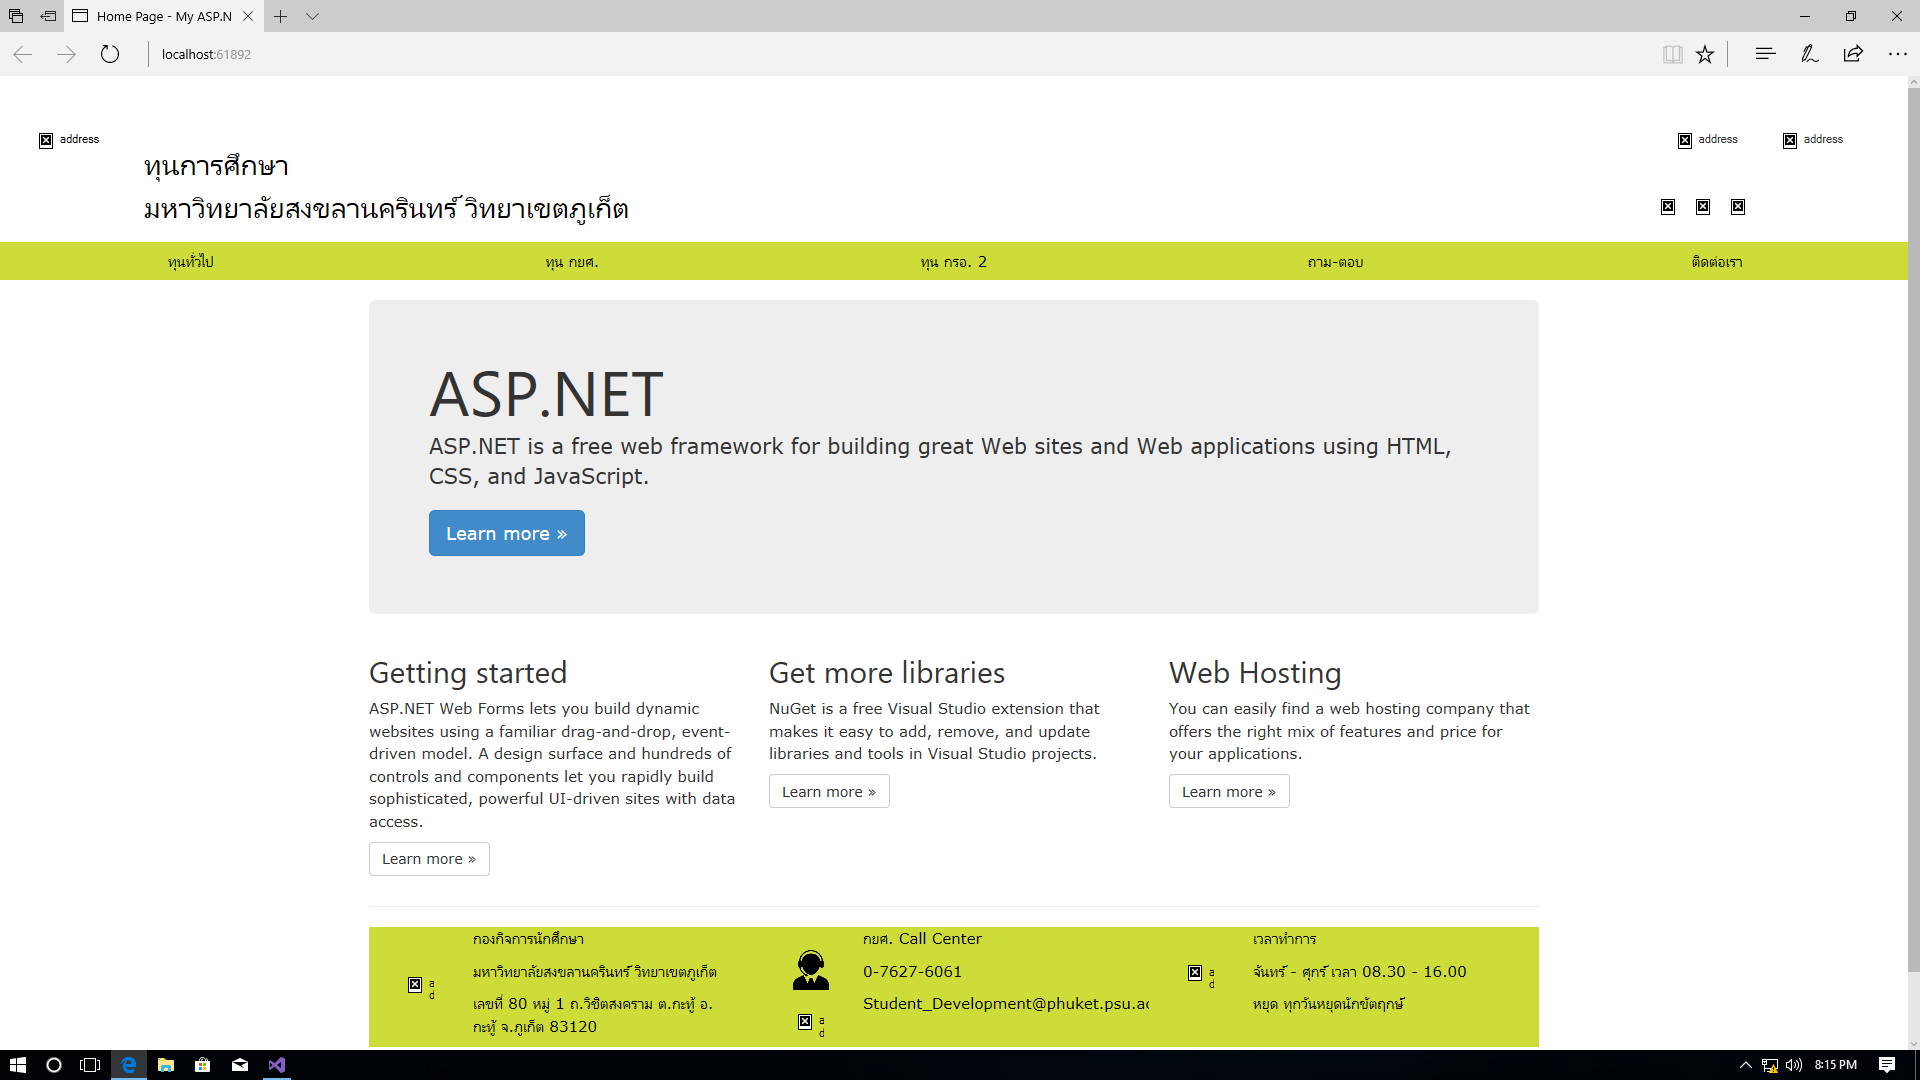 Home Page - My ASP.N
localhost:61892
address
address
address
ทุนการศึกษา
มหาวิทยาลัยสงขลานครินทร์ วิทยาเขตภูเก็ต
ทุนทั่วไป
ทุน กยศ.
ทุน กรอ. 2
ถาม-ตอบ
ติดต่อเรา
ASP.NET
ASP.NET is a free web framework for building great Web sites and Web applications using HTML,
CSS, and JavaScript.
Learn more »
Getting started
ASP.NET Web Forms lets you build dynamic
websites using a familiar drag-and-drop, event-
driven model. A design surface and hundreds of
controls and components let you rapidly build
sophisticated, powerful UI-driven sites with data
access.
Learn more »
Get more libraries
NuGet is a free Visual Studio extension that
makes it easy to add, remove, and update
libraries and tools in Visual Studio projects.
Learn more »
Web Hosting
You can easily find a web hosting company that
offers the right mix of features and price for
your applications.
Learn more »
a
d
กองกิจการนักศึกษา
มหาวิทยาลัยสงขลานครินทร์ วิทยาเขตภูเก็ต
เลขที่ 80 หมู่ 1 ถ.วิชิตสงคราม ต.กะทู้ อ.
กะทู้ จ.ภูเก็ต 83120
a
d
กยศ. Call Center
0-7627-6061
Student_Development@phuket.psu.ac
a
d
เวลาทำการ
จันทร์ - ศุกร์ เวลา 08.30 - 16.00
หยุด ทุกวันหยุดนักขัตฤกษ์
8:15 PM